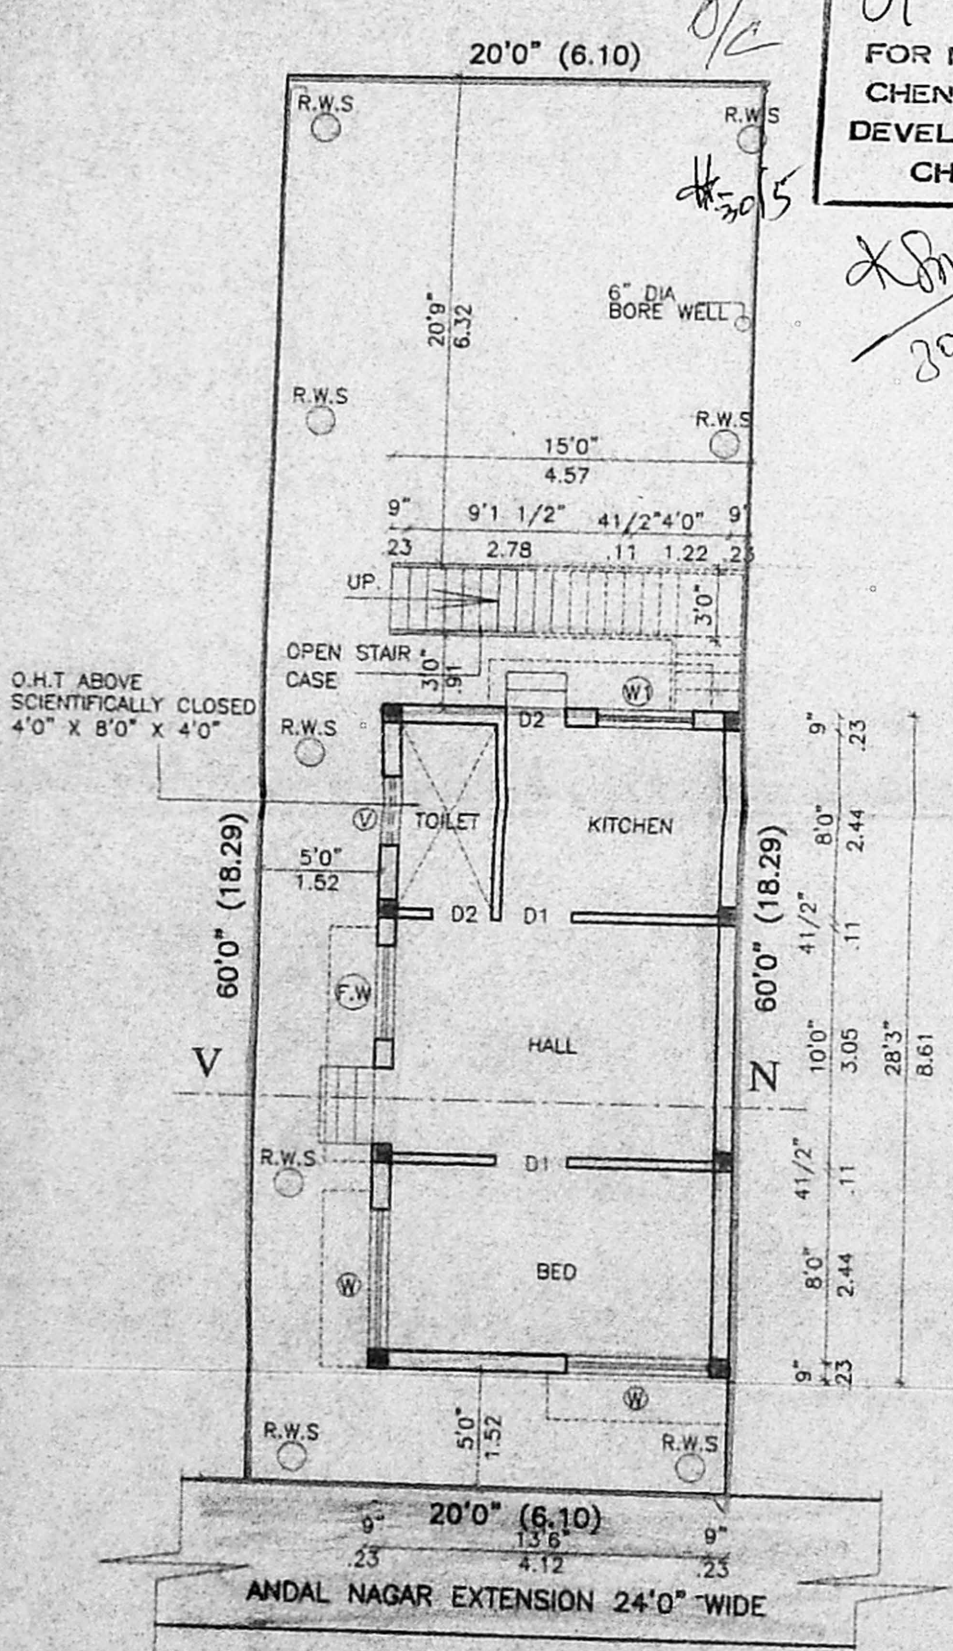 20'0" (6.10)
O/C
FOR
CHEN
DEVEL
CH
R.W.S
R.W.S
6" DIA
BORE WELL
20'9"
6.32
R.W.S
R.W.S
15'0"
4.57
9" 9'1 1/2" 41/2" 4'0" 9"
.23 2.78 .11 1.22 .23
UP.
3'0"
OPEN STAIR
CASE
3'0"
.91
O.H.T ABOVE
SCIENTIFICALLY CLOSED
4'0" X 8'0" X 4'0"
R.W.S
W1
D2
9"
.23
V
TOILET
KITCHEN
8'0"
2.44
5'0"
1.52
60'0" (18.29)
60'0" (18.29)
D2
D1
41/2"
.11
F.W
HALL
10'0"
3.05
28'3"
8.61
V
Z
R.W.S
D1
41/2"
.11
W
BED
8'0"
2.44
9"
23
W
R.W.S
5'0"
1.52
R.W.S
20'0" (6.10)
9" 13'6" 9"
.23 4.12 .23
ANDAL NAGAR EXTENSION 24'0" WIDE